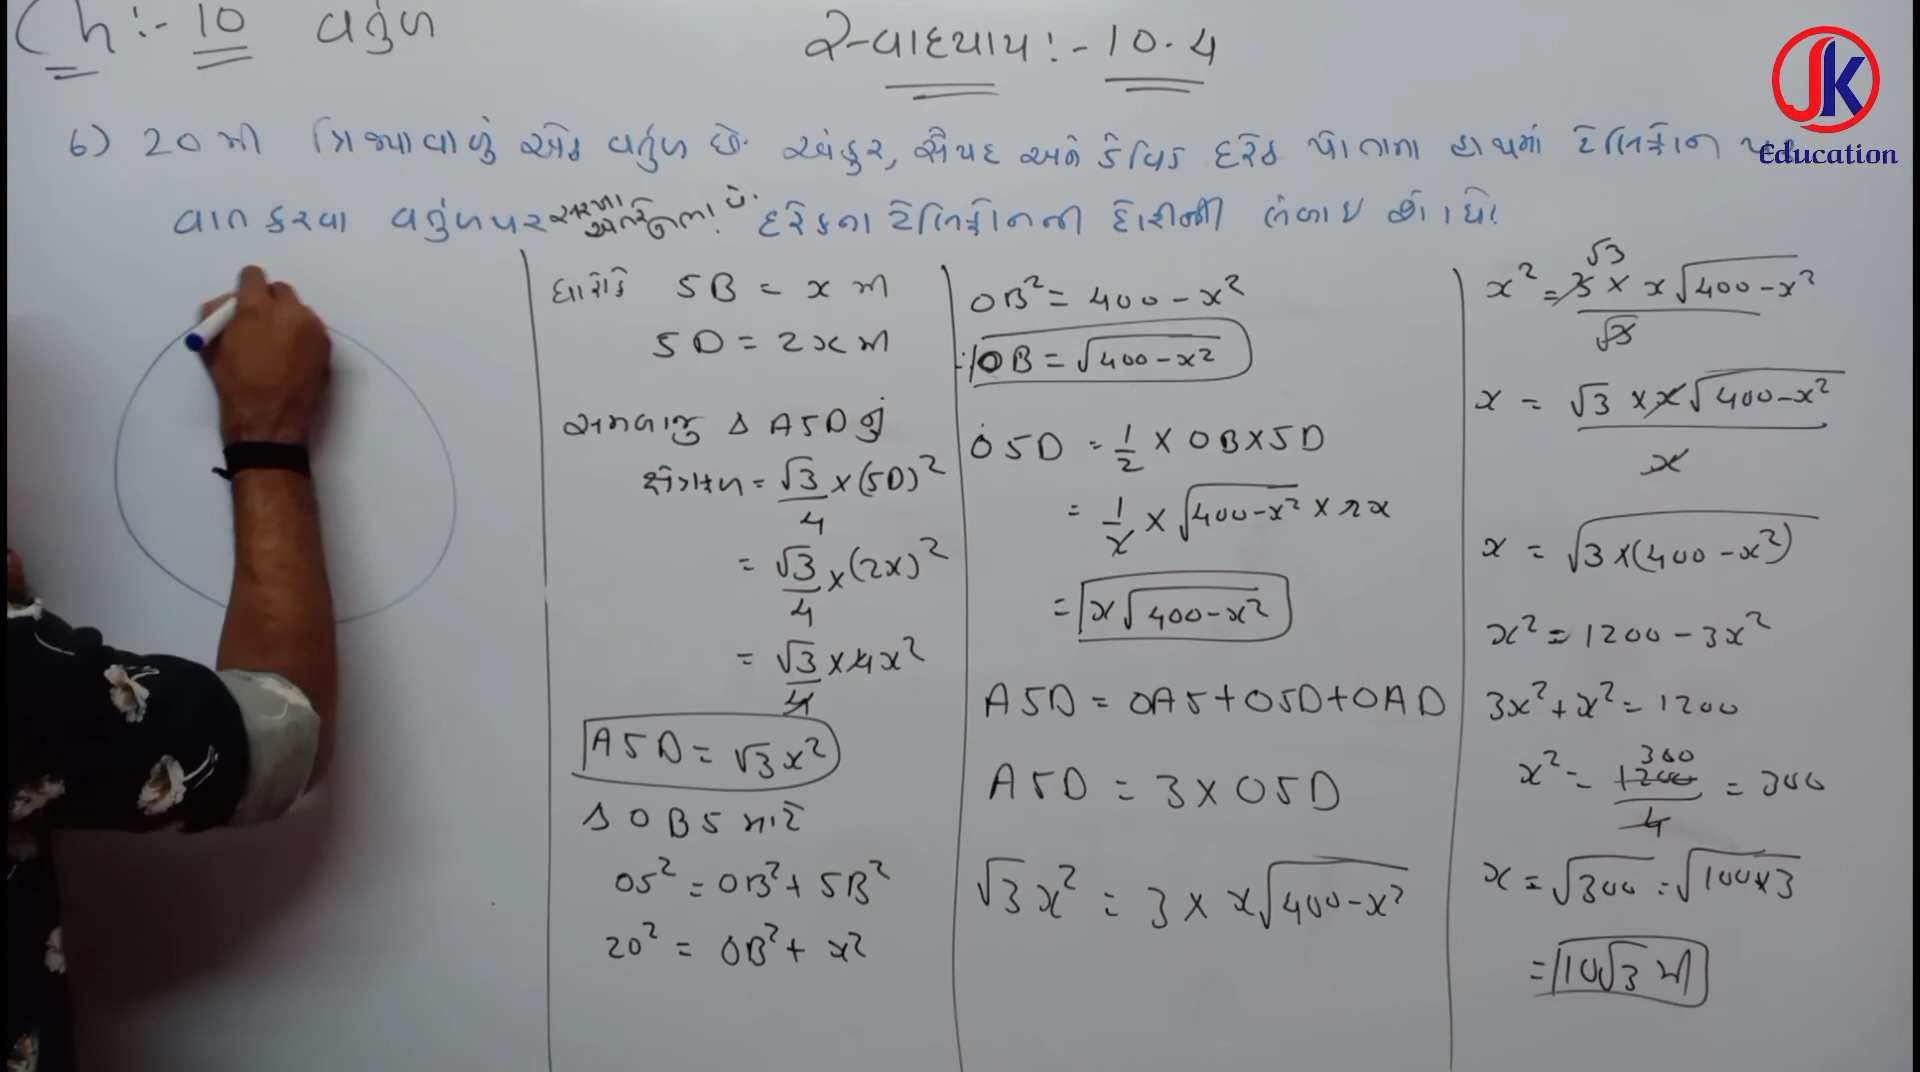 Ch :- 10 વર્તુળ
સ્વાધ્યાય :- 10.4
JK
Education
6) 20 મી ત્રિજ્યાવાળું એક વર્તુળ છે. અંકુર, સૈયદ અને ડેવિડ દરેક પોતાના હાથમાં ટેલિફોન
વાત કરવા વર્તુળ પર સરખા અંતરે છે. દરેકના ટેલિફોનની દોરીની લંબાઇ શોધો.
ધારોકે SB = x મી
SD = 2x મી
સમબાજુ Δ ASD નું
ક્ષેત્રફળ = √3/4 × (SD)²
= √3/4 × (2x)²
= √3/4 × 4x²
ASD = √3x²
Δ OBS માટે
OS² = OB² + SB²
20² = OB² + x²
OB² = 400 - x²
∴ OB = √400-x²
OSD = 1/2 × OB × SD
= 1/2 × √400-x² × 2x
= x√400-x²
ASD = OAS + OSD + OAD
ASD = 3 × OSD
√3x² = 3 × x√400-x²
x² = 3 √3 × x√400-x² / √3
x = √3 × x√400-x² / x
x = √3×(400-x²)
x² = 1200 - 3x²
3x² + x² = 1200
x² = 1200/4 300 = 300
x = √300 = √100×3
= 10√3 મી